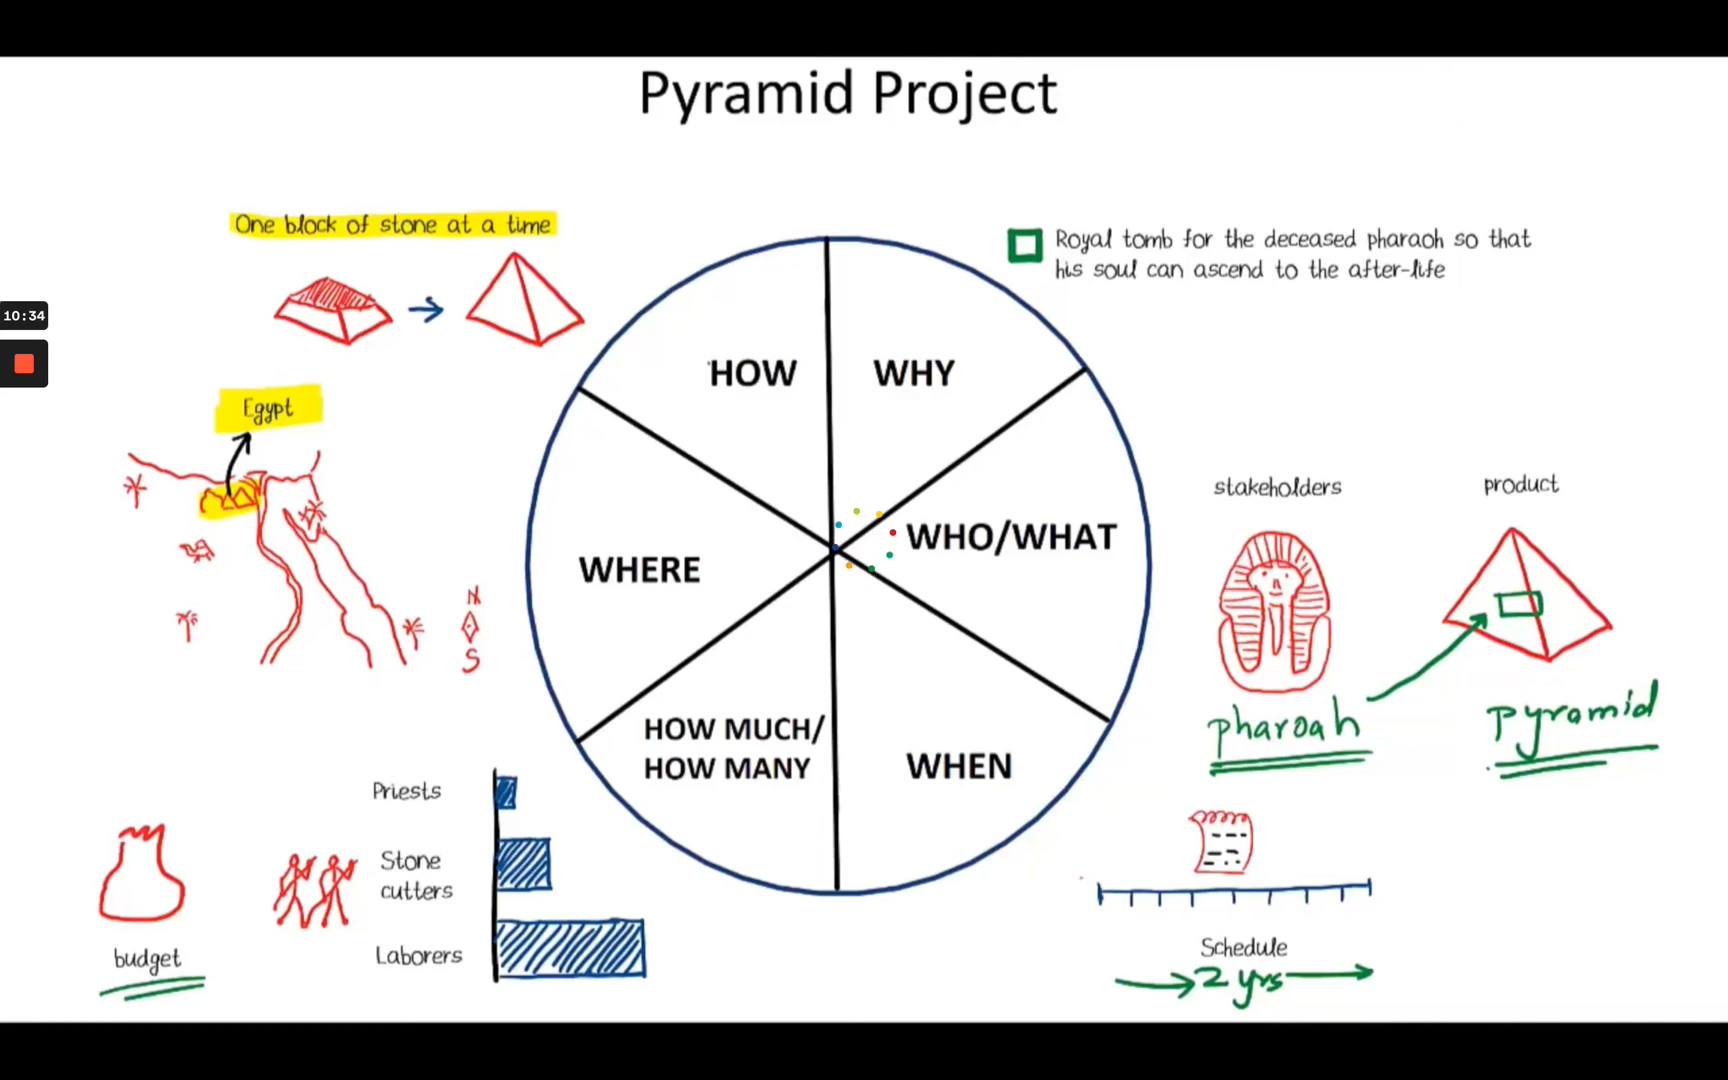 Pyramid Project
One block of stone at a time
Royal tomb for the deceased pharaoh so that
his soul can ascend to the after-life
10:34
HOW
WHY
Egypt
stakeholders
product
WHO/WHAT
WHERE
N
S
pharoah
pyramid
HOW MUCH/
HOW MANY
WHEN
Priests
Stone
cutters
Laborers
budget
Schedule
2 yrs